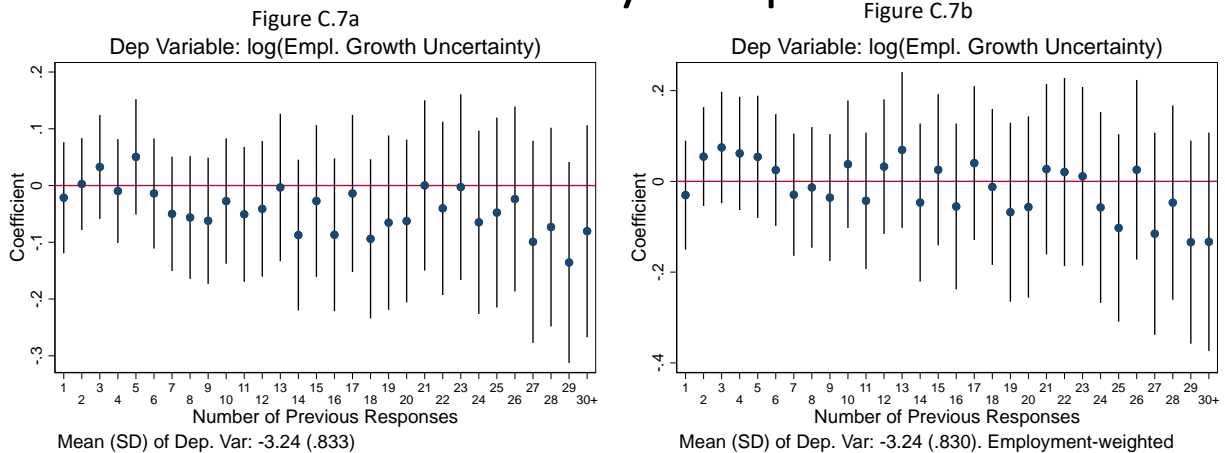 Figure C.7a
Dep Variable: log(Empl. Growth Uncertainty)
.2
.1
0
-.1
-.2
-.3
Coefficient
1 3 5 7 9 11 13 15 17 19 21 23 25 27 29
2 4 6 8 10 12 14 16 18 20 22 24 26 28 30+
Number of Previous Responses
Mean (SD) of Dep. Var: -3.24 (.833)
Figure C.7b
Dep Variable: log(Empl. Growth Uncertainty)
.2
0
-.2
-.4
Coefficient
1 3 5 7 9 11 13 15 17 19 21 23 25 27 29
2 4 6 8 10 12 14 16 18 20 22 24 26 28 30+
Number of Previous Responses
Mean (SD) of Dep. Var: -3.24 (.830). Employment-weighted